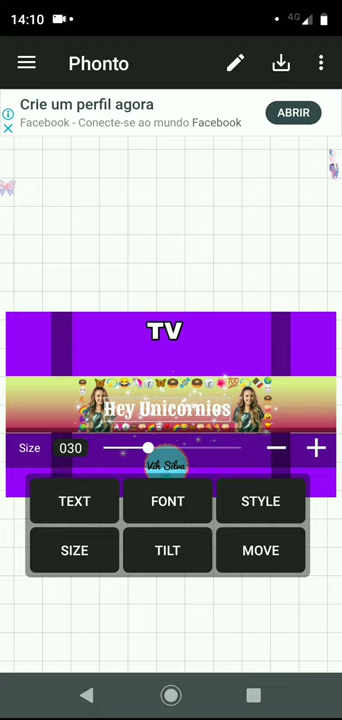 14:10
4G
Phonto
Crie um perfil agora
Facebook - Conecte-se ao mundo Facebook
ABRIR
TV
Hey Unicórnios
Size 030
Vih Silva
TEXT FONT STYLE
SIZE TILT MOVE